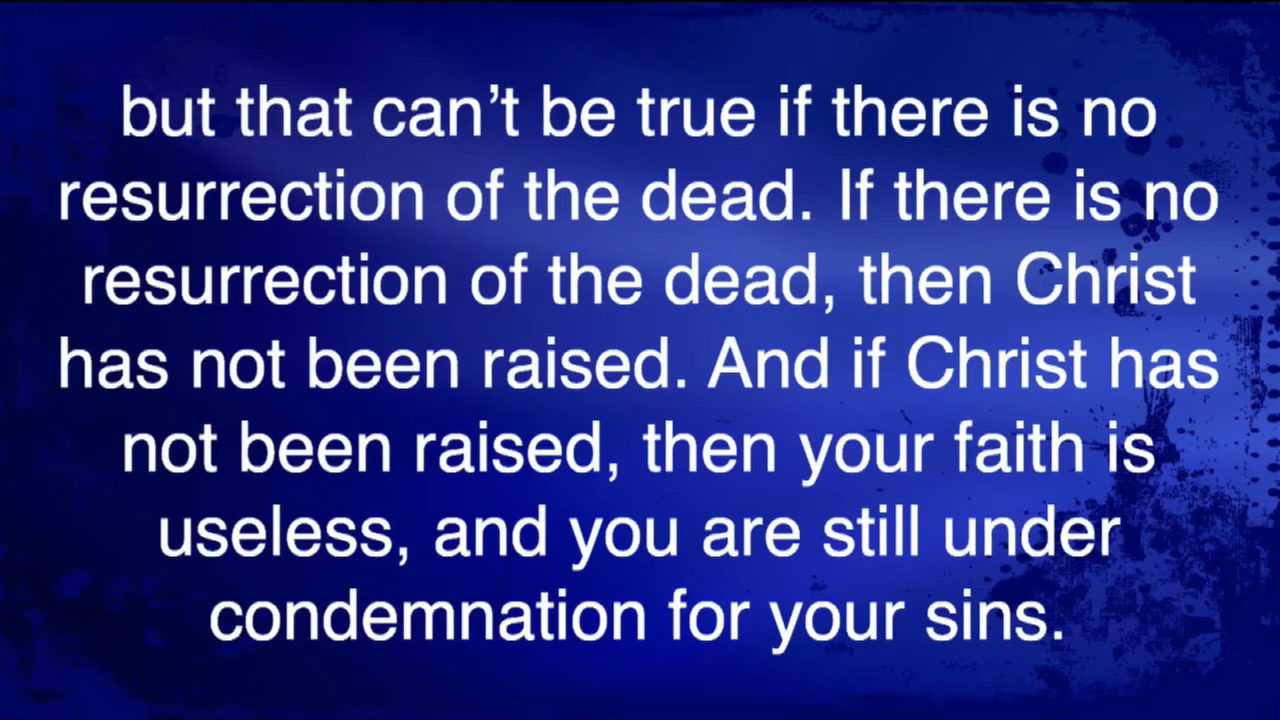 but that can’t be true if there is no
resurrection of the dead. If there is no
resurrection of the dead, then Christ
has not been raised. And if Christ has
not been raised, then your faith is
useless, and you are still under
condemnation for your sins.